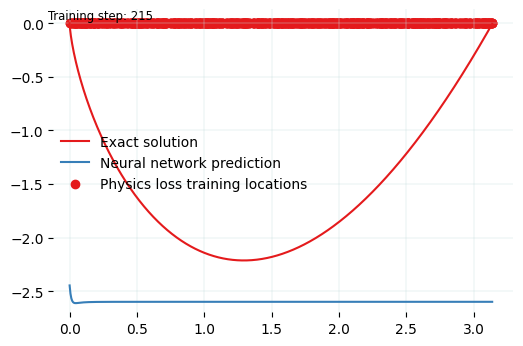 Training step: 215
0.0
−0.5
−1.0
−1.5
−2.0
−2.5
Exact solution
Neural network prediction
Physics loss training locations
0.0 0.5 1.0 1.5 2.0 2.5 3.0